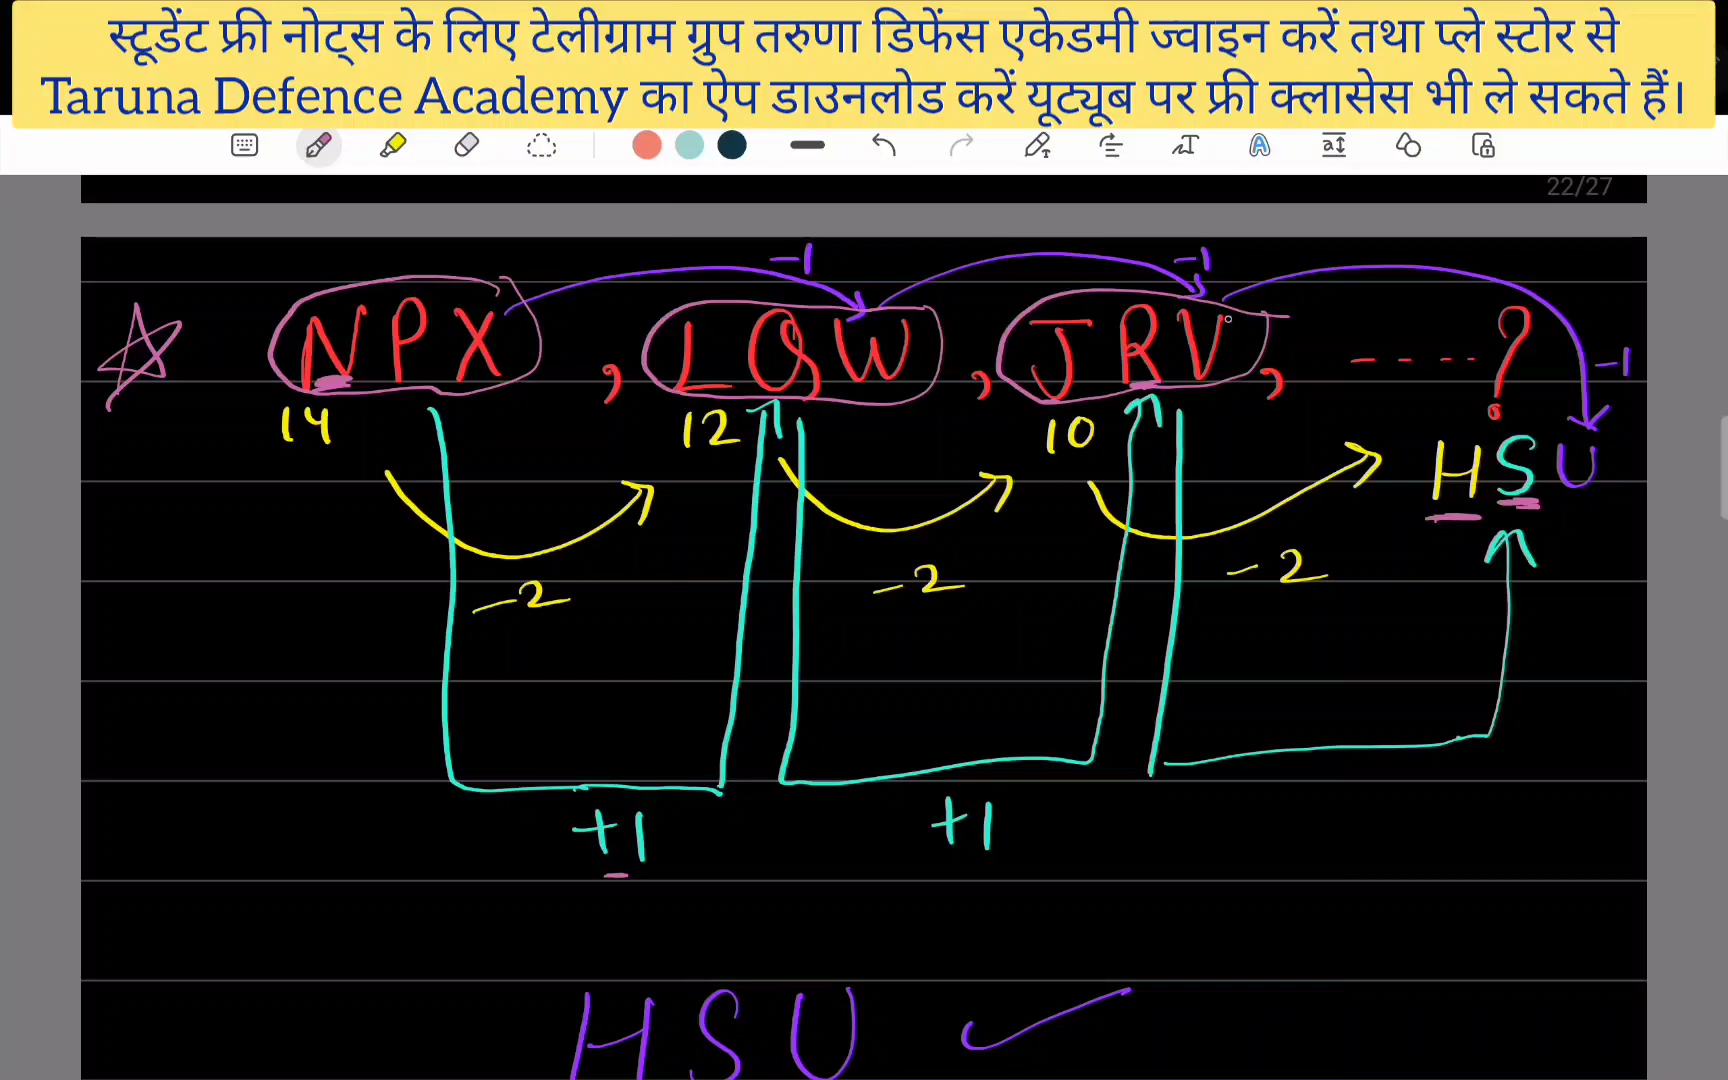 स्टूडेंट फ्री नोट्स के लिए टेलीग्राम ग्रुप तरुणा डिफेंस एकेडमी ज्वाइन करें तथा प्ले स्टोर से
Taruna Defence Academy का ऐप डाउनलोड करें यूट्यूब पर फ्री क्लासेस भी ले सकते हैं।
22/27
-1 -1
NPX , LQW , JRV , - - - - ?
-1
14 12 10 HSU
-2 -2 -2
+1 +1
HSU ✓